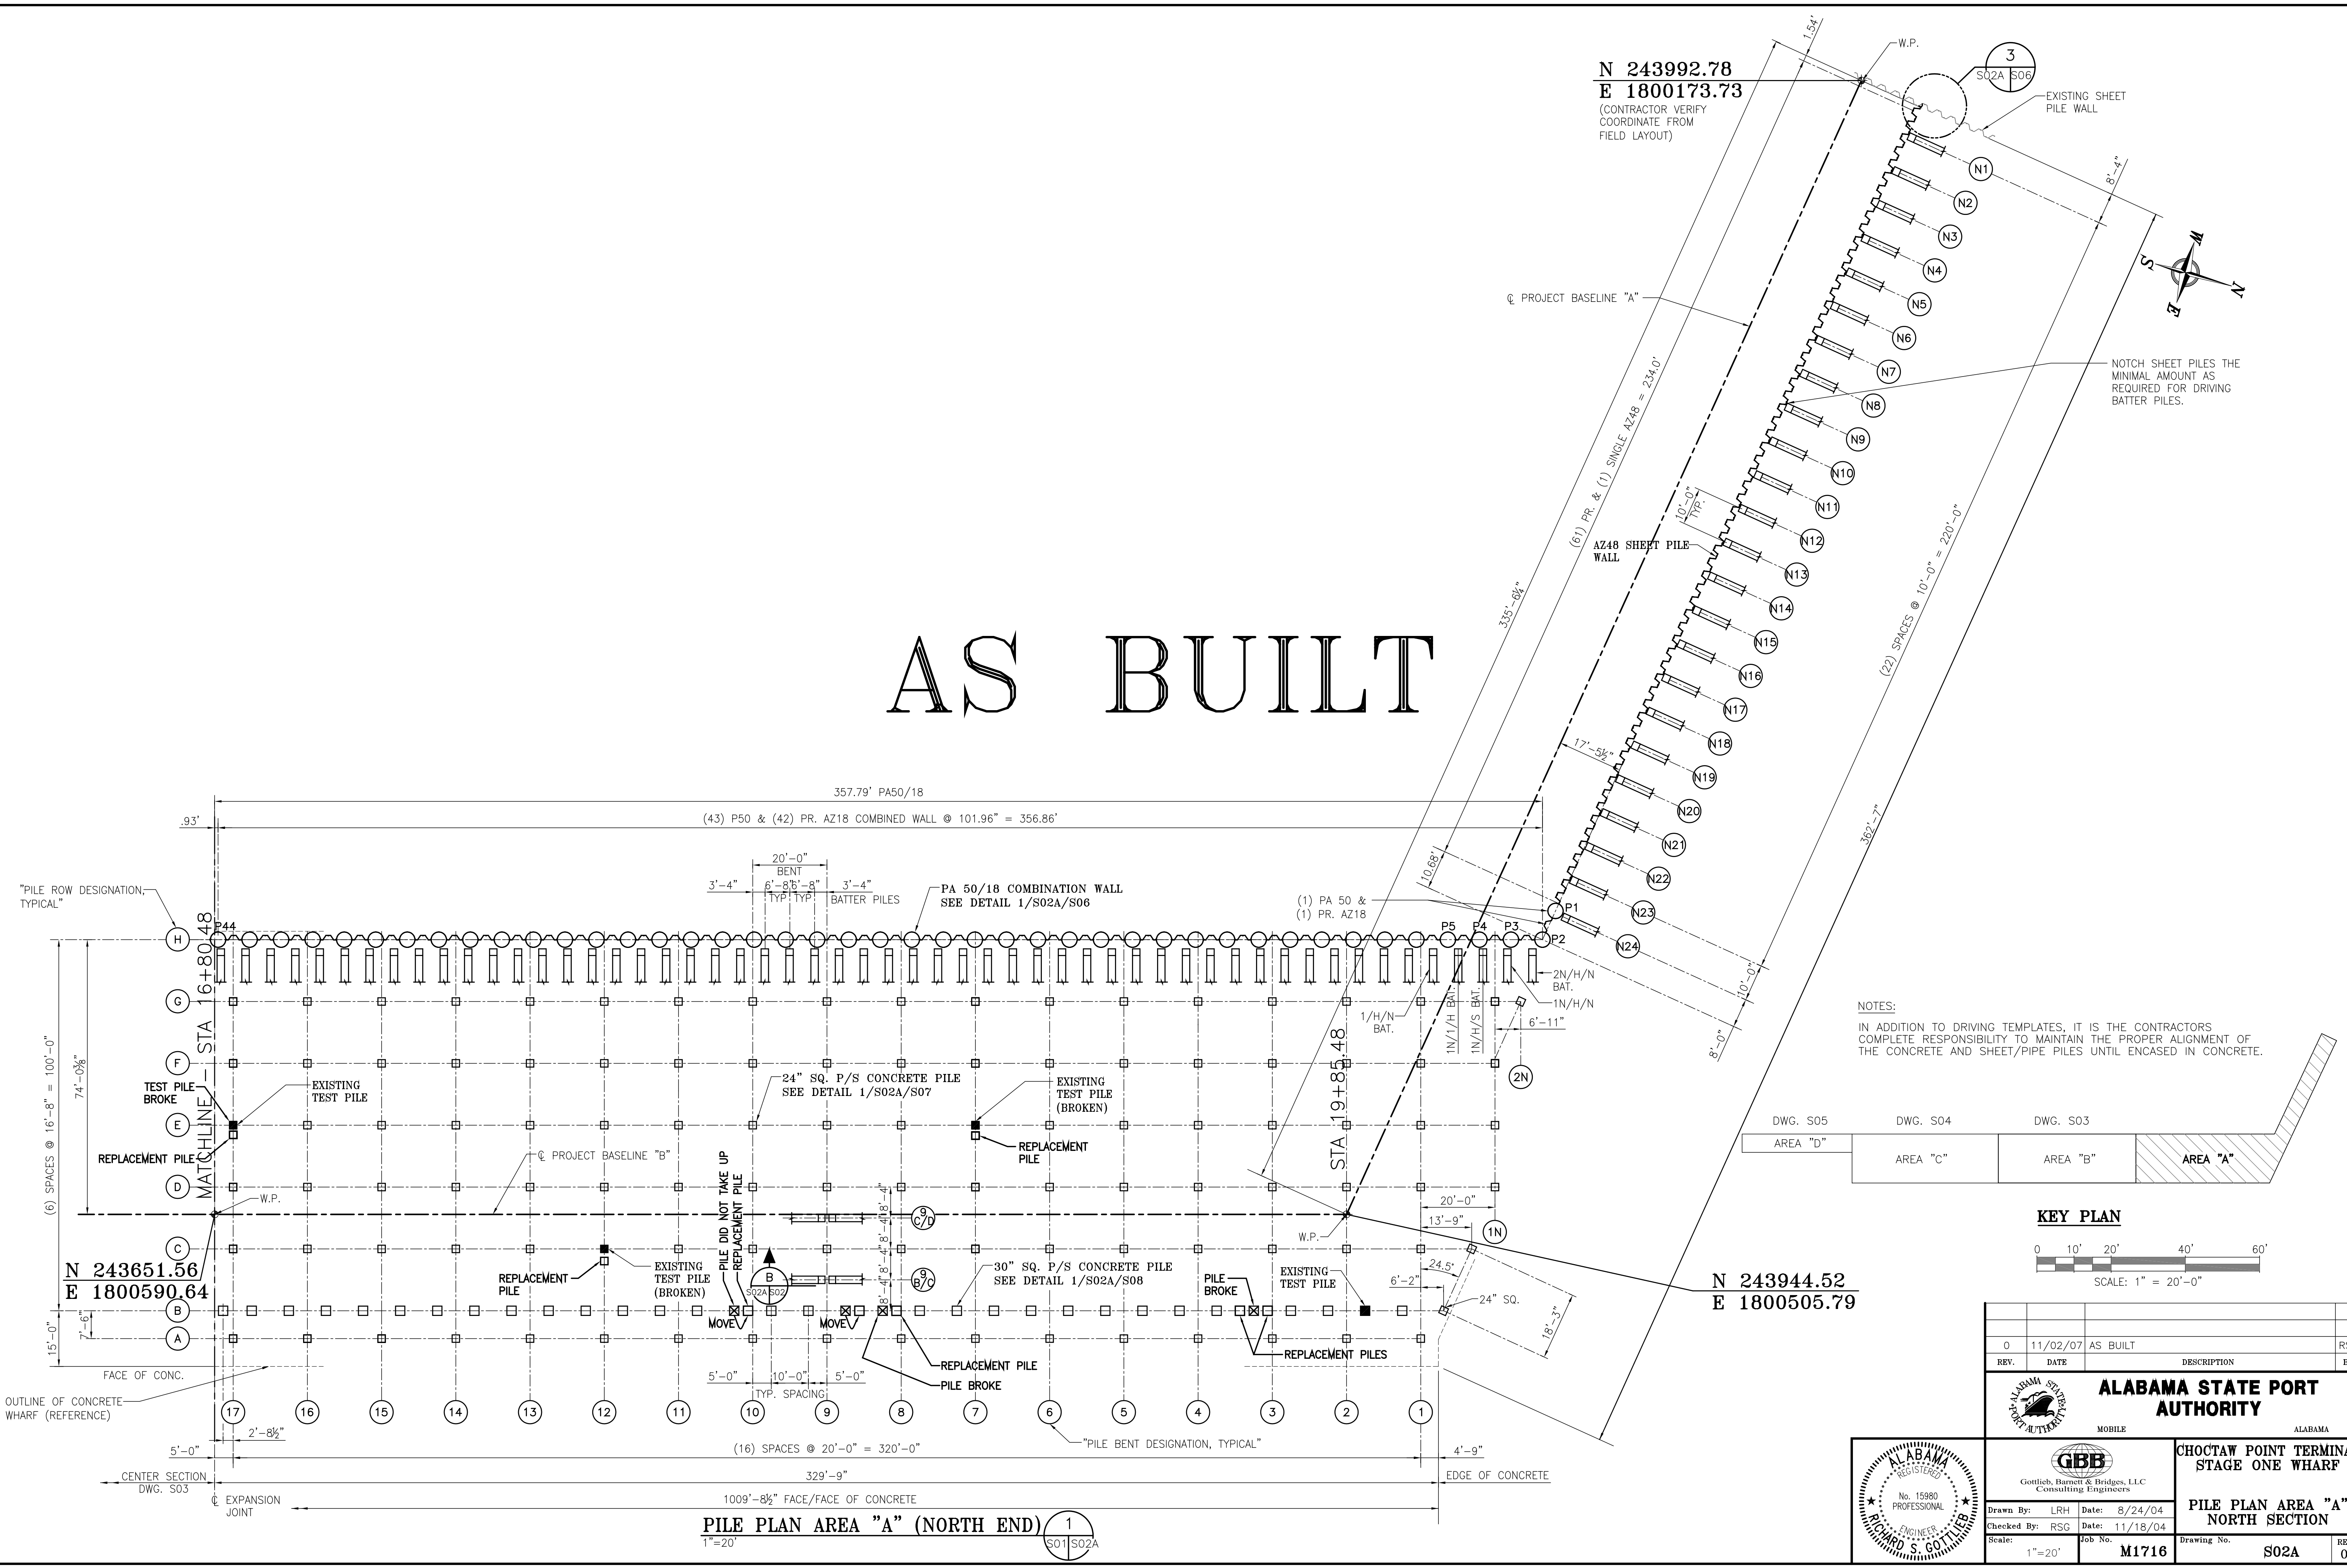 1.54'
W.P.
N 243992.78
E 1800173.73
(CONTRACTOR VERIFY
COORDINATE FROM
FIELD LAYOUT)
3
S02A S06
EXISTING SHEET
PILE WALL
8'-4"
N1
N2
N3
N4
N5
N6
N7
N8
N9
N10
N11
N12
N13
N14
N15
N16
N17
N18
N19
N20
N21
N22
N23
N24
W
S
N
E
℄ PROJECT BASELINE "A"
NOTCH SHEET PILES THE
MINIMAL AMOUNT AS
REQUIRED FOR DRIVING
BATTER PILES.
(61) PR. & (1) SINGLE AZ48 = 234.0'
10'-0"
TYP.
AZ48 SHEET PILE
WALL
335'-6¼"
(22) SPACES @ 10'-0" = 220'-0"
362'-7"
17'-5½"
10.68'
10'-0"
8'-0"
AS BUILT
357.79' PA50/18
.93'
(43) P50 & (42) PR. AZ18 COMBINED WALL @ 101.96" = 356.86'
20'-0"
BENT
3'-4"
6'-8"
6'-8"
3'-4"
TYP
TYP
BATTER PILES
PA 50/18 COMBINATION WALL
SEE DETAIL 1/S02A/S06
(1) PA 50 &
(1) PR. AZ18
"PILE ROW DESIGNATION,
TYPICAL"
P44
P5
P4
P3
P2
P1
H
G
F
E
D
C
B
A
2N/H/N
BAT.
1N/H/N
1/H/N
BAT.
1N/1/H BAT.
1N/H/S BAT.
6'-11"
2N
1N
MATCHLINE - STA 16+80.48
STA 19+85.48
(6) SPACES @ 16'-8" = 100'-0"
74'-0⅜"
TEST PILE
BROKE
EXISTING
TEST PILE
REPLACEMENT PILE
24" SQ. P/S CONCRETE PILE
SEE DETAIL 1/S02A/S07
EXISTING
TEST PILE
(BROKEN)
REPLACEMENT
PILE
℄ PROJECT BASELINE "B"
W.P.
PILE DID NOT TAKE UP
REPLACEMENT PILE
8'-4"
8'-4"
8'-4"
8'-4"
9
C/D
9
B/C
B
S02A S02
N 243651.56
E 1800590.64
REPLACEMENT
PILE
EXISTING
TEST PILE
(BROKEN)
30" SQ. P/S CONCRETE PILE
SEE DETAIL 1/S02A/S08
PILE
BROKE
EXISTING
TEST PILE
W.P.
20'-0"
13'-9"
24.5°
6'-2"
24" SQ.
18'-3"
N 243944.52
E 1800505.79
MOVE
MOVE
REPLACEMENT PILE
PILE BROKE
REPLACEMENT PILES
15'-0"
7'-6"
FACE OF CONC.
OUTLINE OF CONCRETE
WHARF (REFERENCE)
5'-0"
10'-0"
5'-0"
TYP. SPACING
17
16
15
14
13
12
11
10
9
8
7
6
5
4
3
2
1
2'-8½"
5'-0"
(16) SPACES @ 20'-0" = 320'-0"
"PILE BENT DESIGNATION, TYPICAL"
4'-9"
CENTER SECTION
DWG. S03
329'-9"
EDGE OF CONCRETE
℄ EXPANSION
JOINT
1009'-8½" FACE/FACE OF CONCRETE
PILE PLAN AREA "A" (NORTH END)
1"=20'
1
S01 S02A
NOTES:
IN ADDITION TO DRIVING TEMPLATES, IT IS THE CONTRACTORS
COMPLETE RESPONSIBILITY TO MAINTAIN THE PROPER ALIGNMENT OF
THE CONCRETE AND SHEET/PIPE PILES UNTIL ENCASED IN CONCRETE.
DWG. S05
DWG. S04
DWG. S03
AREA "D"
AREA "C"
AREA "B"
AREA "A"
KEY PLAN
0 10' 20' 40' 60'
SCALE: 1" = 20'-0"
0 11/02/07 AS BUILT
REV. DATE DESCRIPTION
ALABAMA STATE PORT AUTHORITY
ALABAMA STATE PORT
AUTHORITY
MOBILE ALABAMA
ALABAMA
REGISTERED
No. 15980
PROFESSIONAL
ENGINEER
RICHARD S. GOTTLIEB
GBB
Gottlieb, Barnett & Bridges, LLC
Consulting Engineers
CHOCTAW POINT
STAGE ONE WHARF
PILE PLAN AREA "A"
NORTH SECTION
Drawn By: LRH Date: 8/24/04
Checked By: RSG Date: 11/18/04
Scale: 1"=20'
Job No. M1716
Drawing No. S02A
0